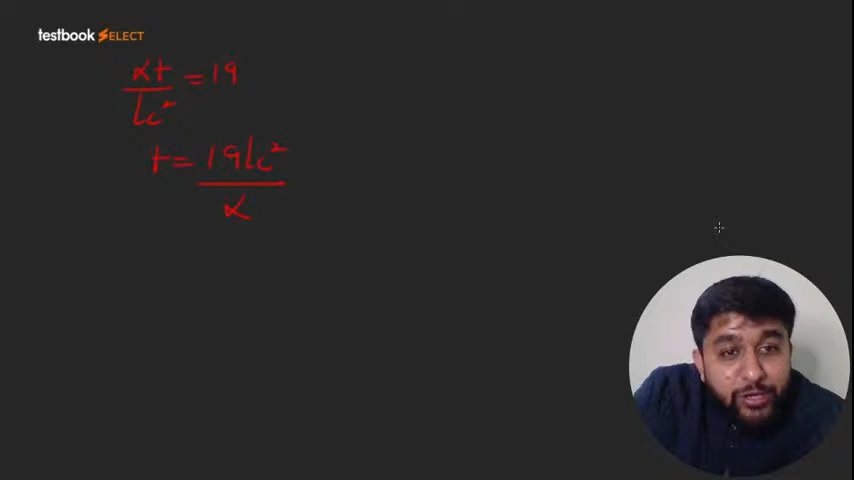 testbook SELECT
αt/lc² = 19
t = 19lc²/α